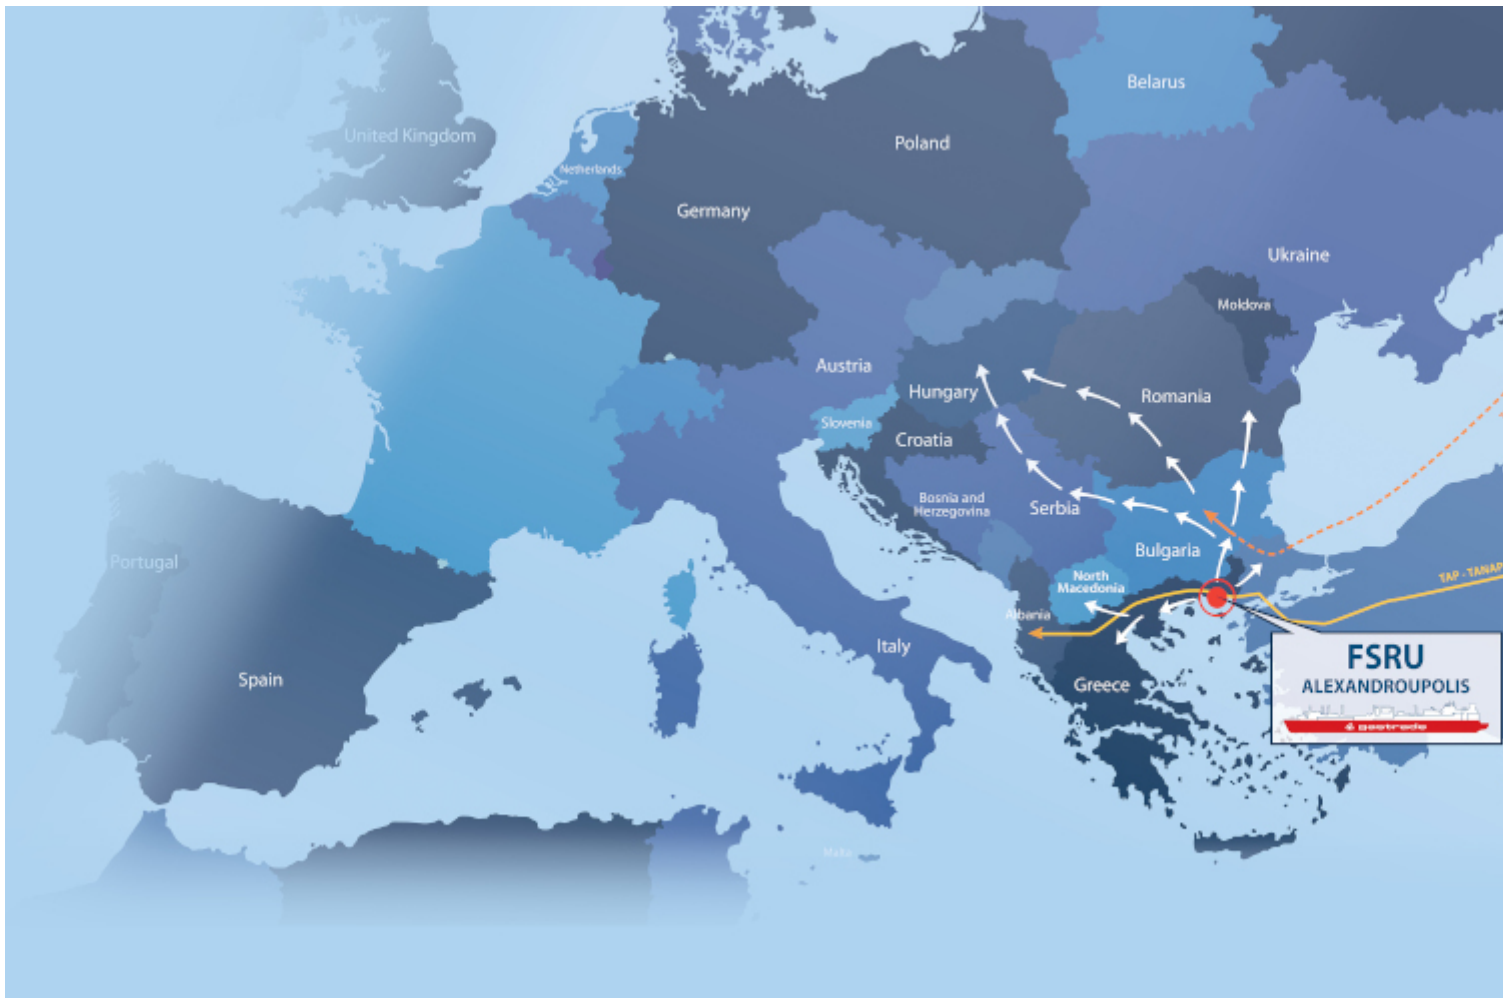 Belarus
United Kingdom
Poland
Netherlands
Germany
Ukraine
Moldova
Austria
Hungary
Romania
Slovenia
Croatia
Bosnia and
Herzegovina
Serbia
Bulgaria
Portugal
North
Macedonia
TAP - TANAP
Albania
Italy
Spain
Greece
FSRU
ALEXANDROUPOLIS
gastrade
Malta